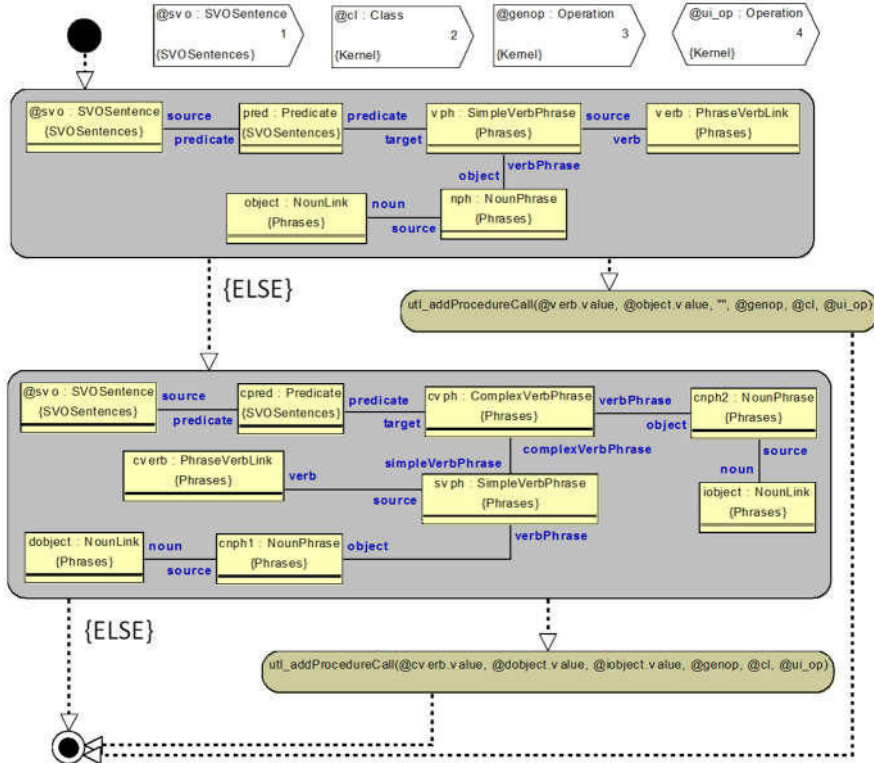 @svo : SVOSentence
1
{SVOSentences}
@cl : Class
2
{Kernel}
@genop : Operation
3
{Kernel}
@ui_op : Operation
4
{Kernel}
@svo : SVOSentence
{SVOSentences}
source
predicate
pred : Predicate
{SVOSentences}
predicate
target
vph : SimpleVerbPhrase
{Phrases}
source
verb
verb : PhraseVerbLink
{Phrases}
verbPhrase
object
object : NounLink
{Phrases}
noun
source
nph : NounPhrase
{Phrases}
{ELSE}
utl_addProcedureCall(@verb.value, @object.value, "", @genop, @cl, @ui_op)
@svo : SVOSentence
{SVOSentences}
source
predicate
cpred : Predicate
{SVOSentences}
predicate
target
cvph : ComplexVerbPhrase
{Phrases}
verbPhrase
object
cnph2 : NounPhrase
{Phrases}
complexVerbPhrase
simpleVerbPhrase
source
noun
cverb : PhraseVerbLink
{Phrases}
verb
source
svph : SimpleVerbPhrase
{Phrases}
iobject : NounLink
{Phrases}
verbPhrase
dobject : NounLink
{Phrases}
noun
source
cnph1 : NounPhrase
{Phrases}
object
{ELSE}
utl_addProcedureCall(@cverb.value, @dobject.value, @iobject.value, @genop, @cl, @ui_op)